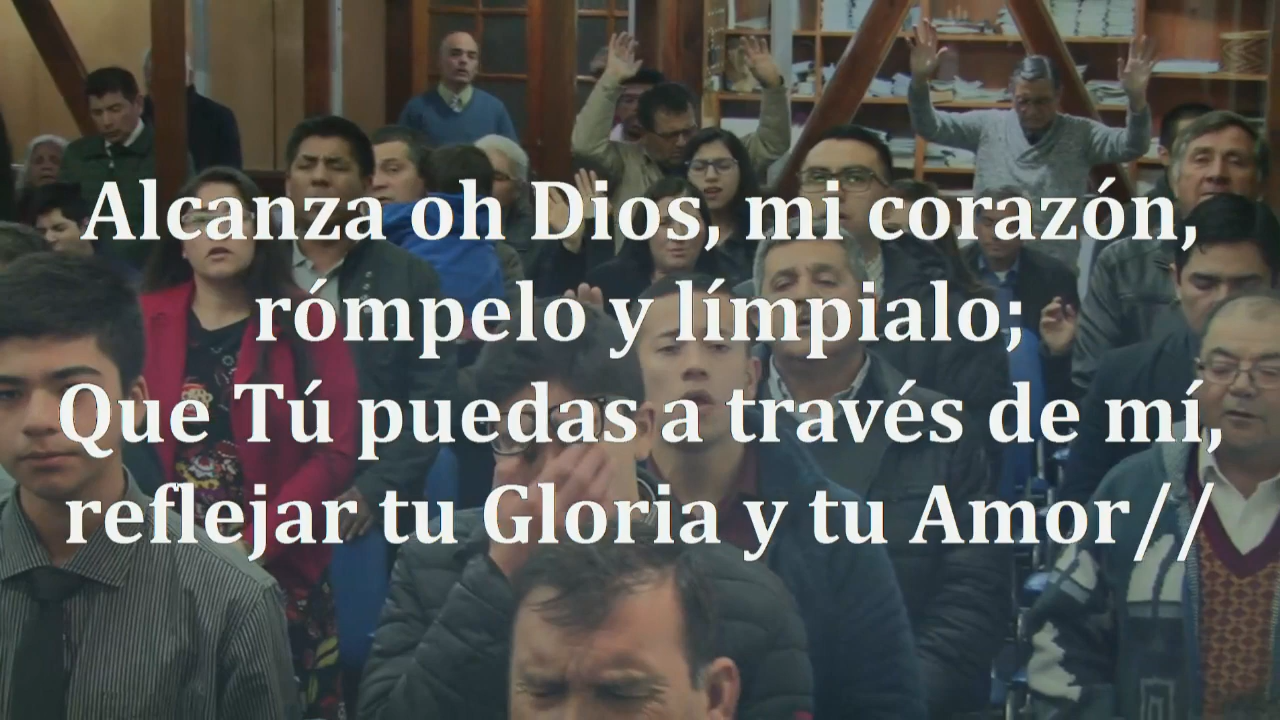 Alcanza oh Dios, mi corazón,
rómpelo y límpialo;
Que Tú puedas a través de mí,
reflejar tu Gloria y tu Amor//